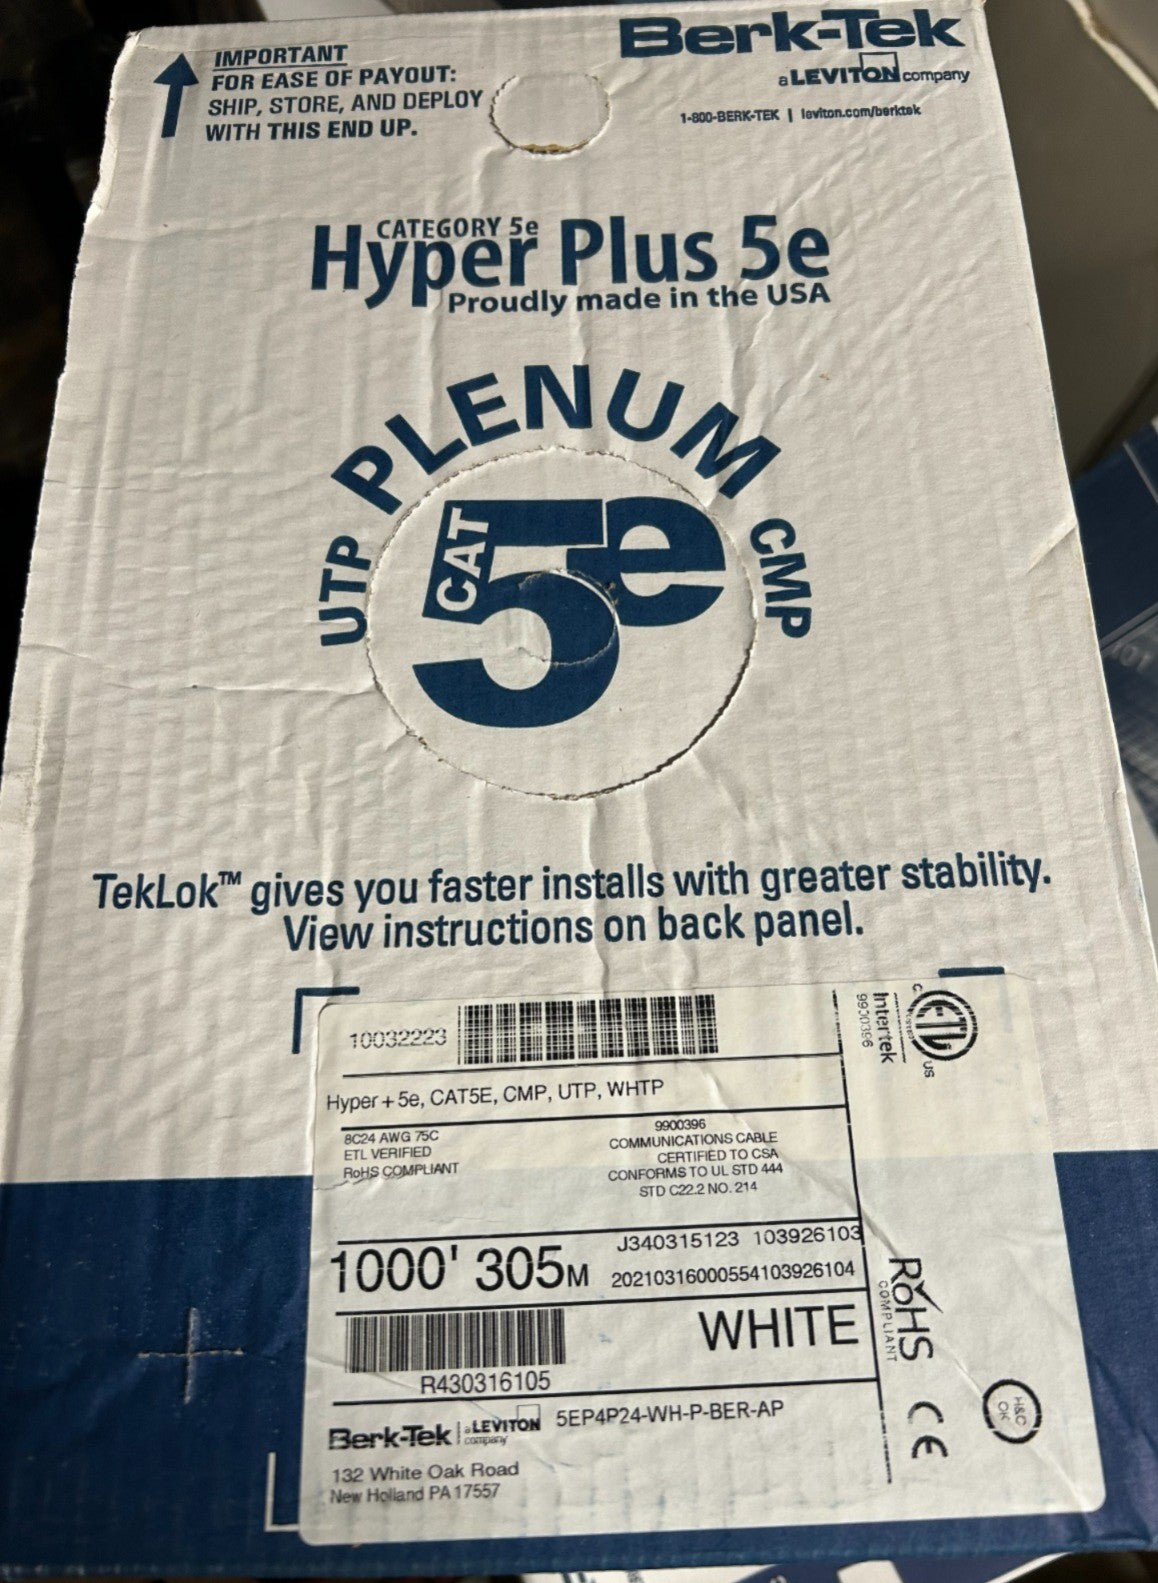 IMPORTANT
FOR EASE OF PAYOUT:
SHIP, STORE, AND DEPLOY
WITH THIS END UP.
Berk-Tek
a LEVITON company
1-800-BERK-TEK | leviton.com/berktek
CATEGORY 5e
Hyper Plus 5e
Proudly made in the USA
UTP PLENUM CMP
CAT 5e
TekLok™ gives you faster installs with greater stability.
View instructions on back panel.
10032223
Hyper + 5e, CAT5E, CMP, UTP, WHTP
8C24 AWG 75C
ETL VERIFIED
RoHS COMPLIANT
9900396
COMMUNICATIONS CABLE
CERTIFIED TO CSA
CONFORMS TO UL STD 444
STD C22.2 NO. 214
C ETL US
Intertek
9900396
1000' 305M
J340315123 103926103
20210316000554103926104
WHITE
R430316105
Berk-Tek | a LEVITON company
5EP4P24-WH-P-BER-AP
132 White Oak Road
New Holland PA 17557
RoHS
COMPLIANT
CE
H&C
OK